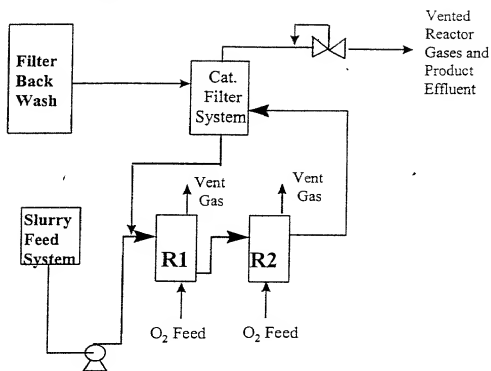 Vented
Reactor
Gases and
Product
Effluent
Filter
Back
Wash
Cat.
Filter
System
Vent
Gas
Vent
Gas
Slurry
Feed
System
R1
R2
O₂ Feed
O₂ Feed